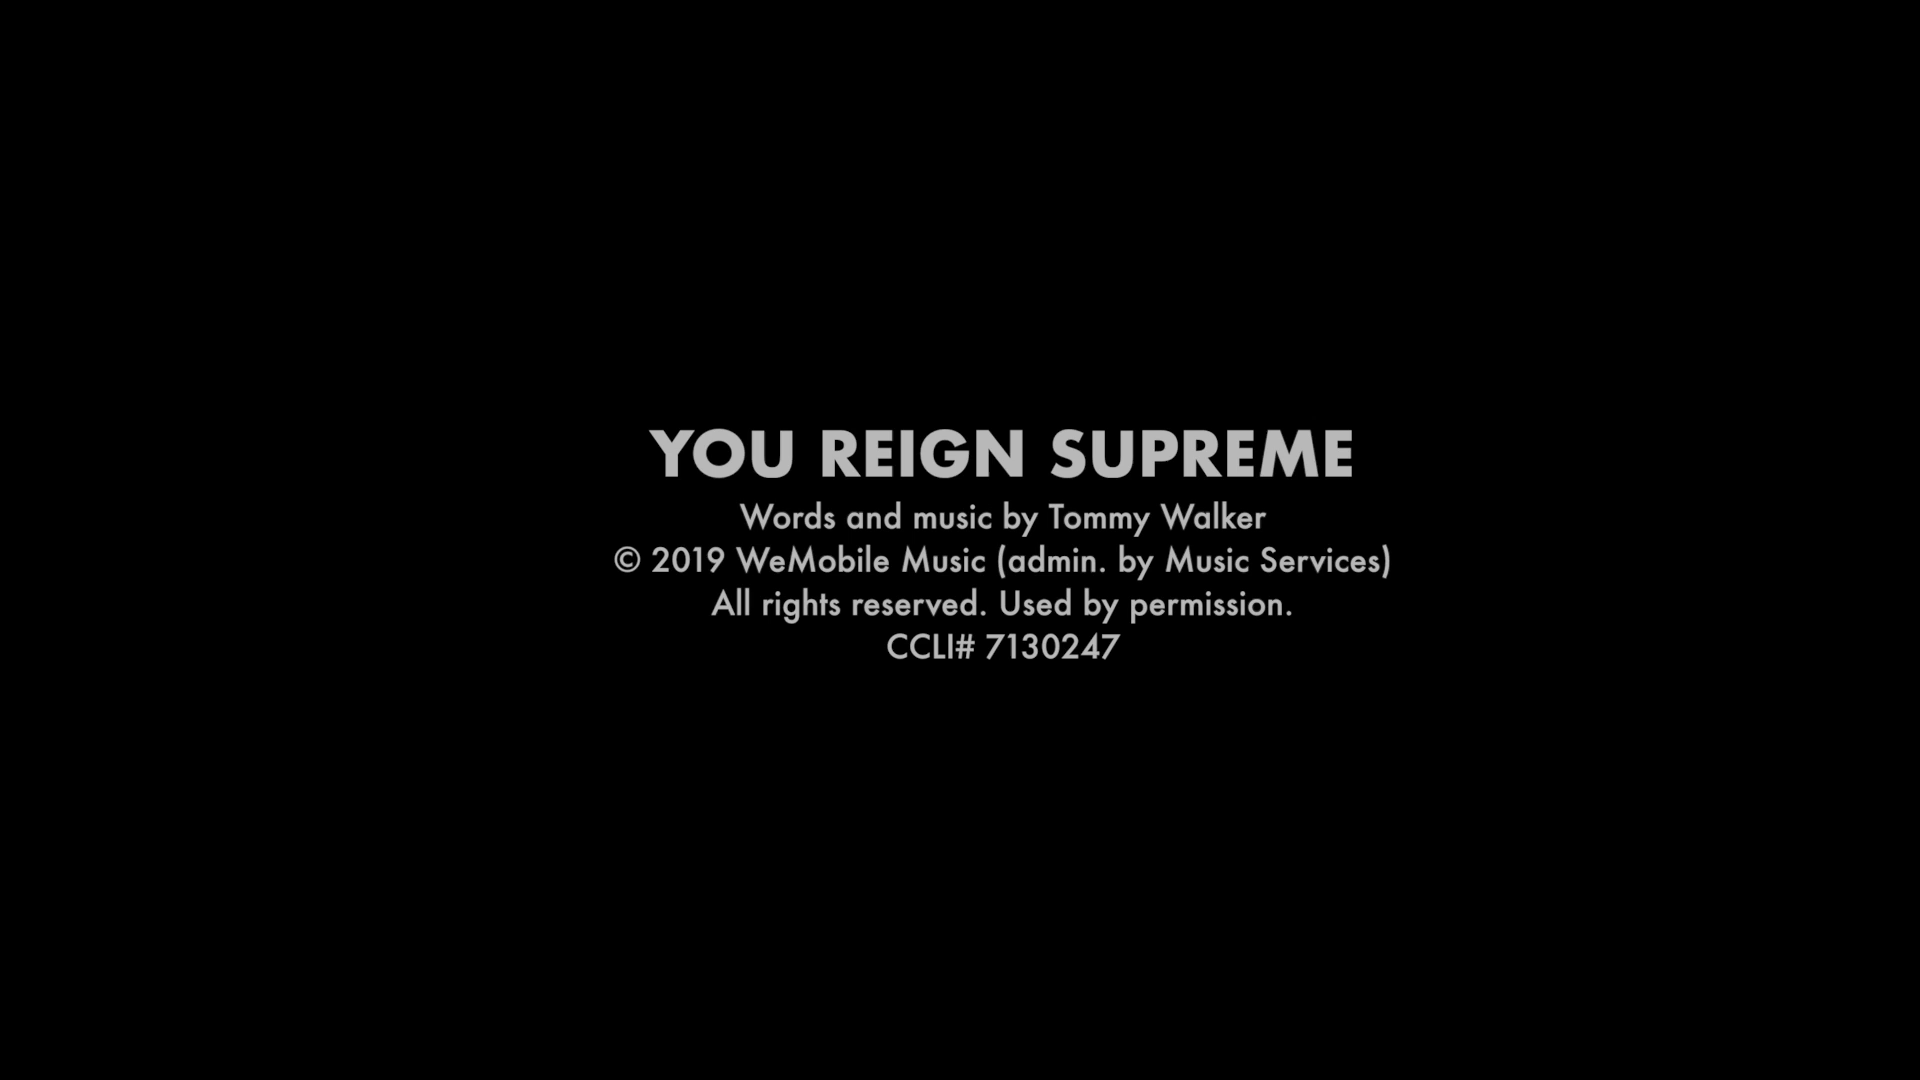 YOU REIGN SUPREME
Words and music by Tommy Walker
© 2019 WeMobile Music (admin. by Music Services)
All rights reserved. Used by permission.
CCLI# 7130247